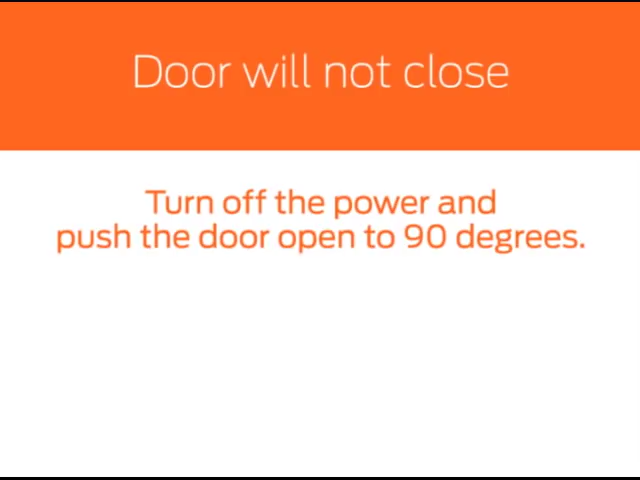 Door will not close
Turn off the power and
push the door open to 90 degrees.